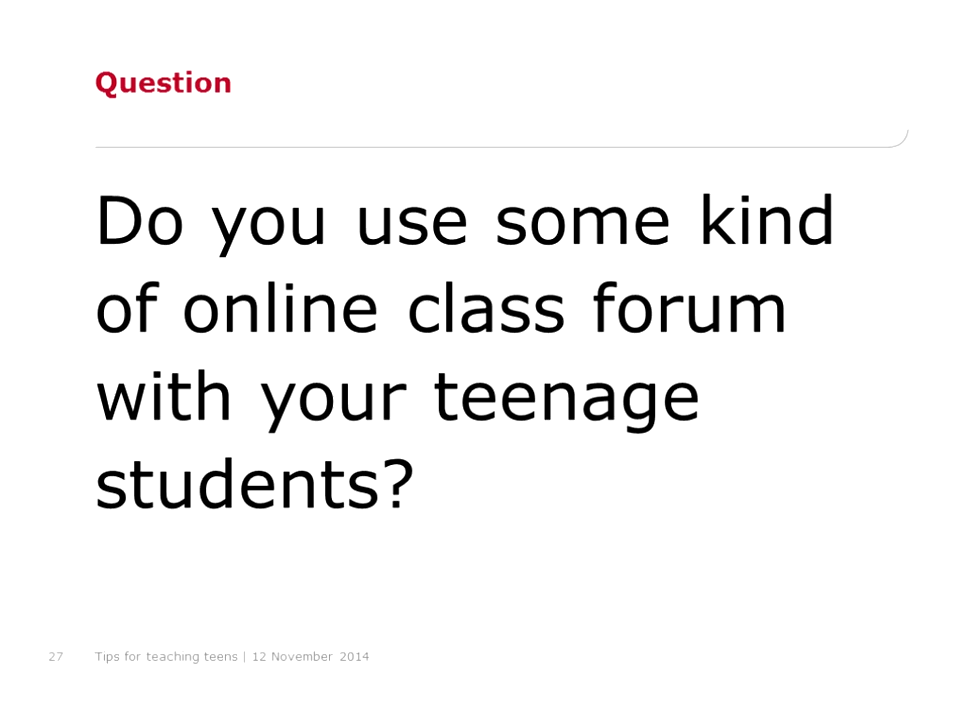 Question
Do you use some kind
of online class forum
with your teenage
students?
27 Tips for teaching teens | 12 November 2014